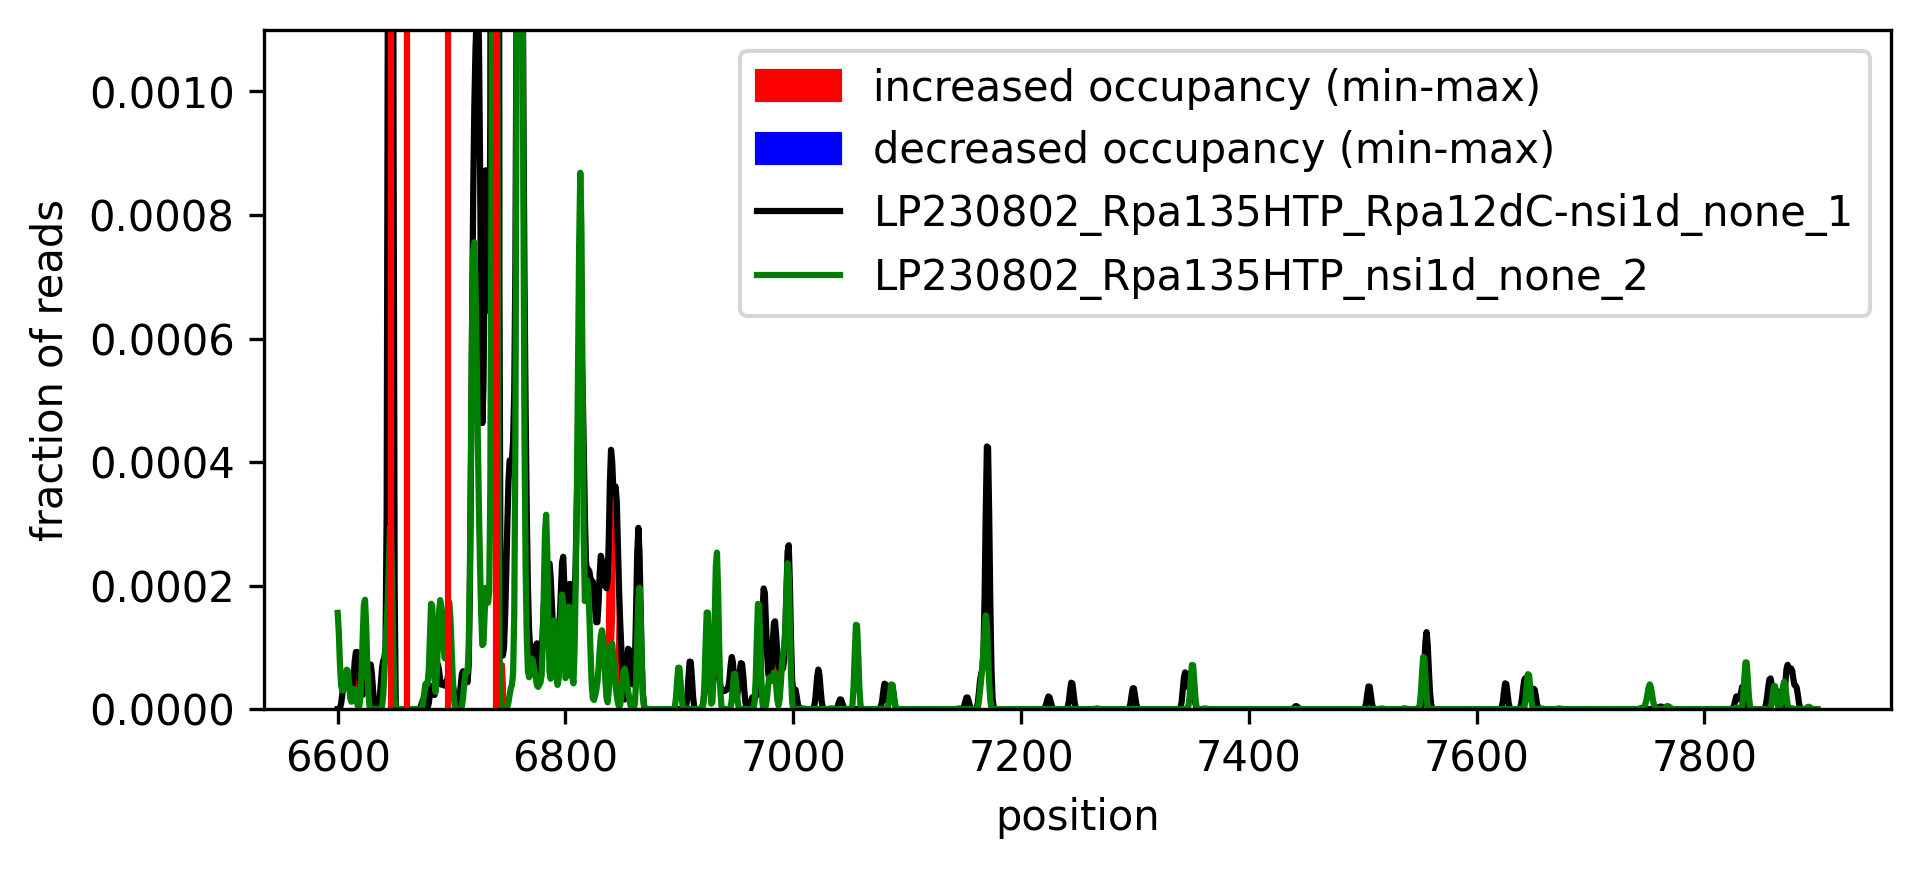 0.0010
0.0008
0.0006
0.0004
0.0002
0.0000
fraction of reads
increased occupancy (min-max)
decreased occupancy (min-max)
LP230802_Rpa135HTP_Rpa12dC-nsi1d_none_1
LP230802_Rpa135HTP_nsi1d_none_2
6600 6800 7000 7200 7400 7600 7800
position